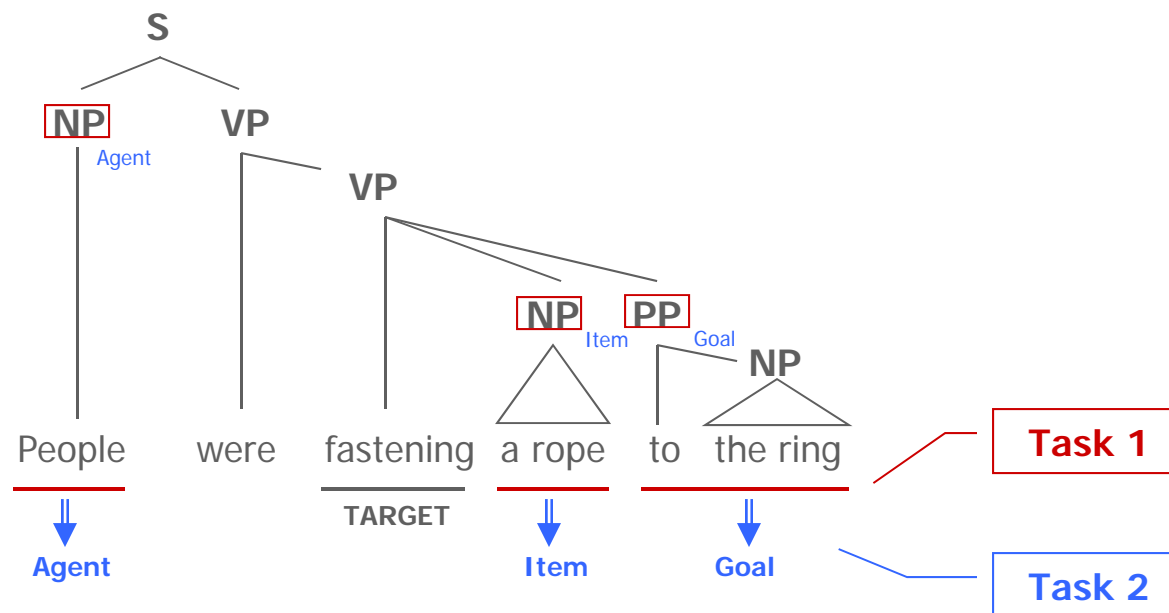 S
NP VP
Agent
VP
NP PP
Item Goal
NP
People were fastening a rope to the ring
Task 1
TARGET
Agent Item Goal
Task 2